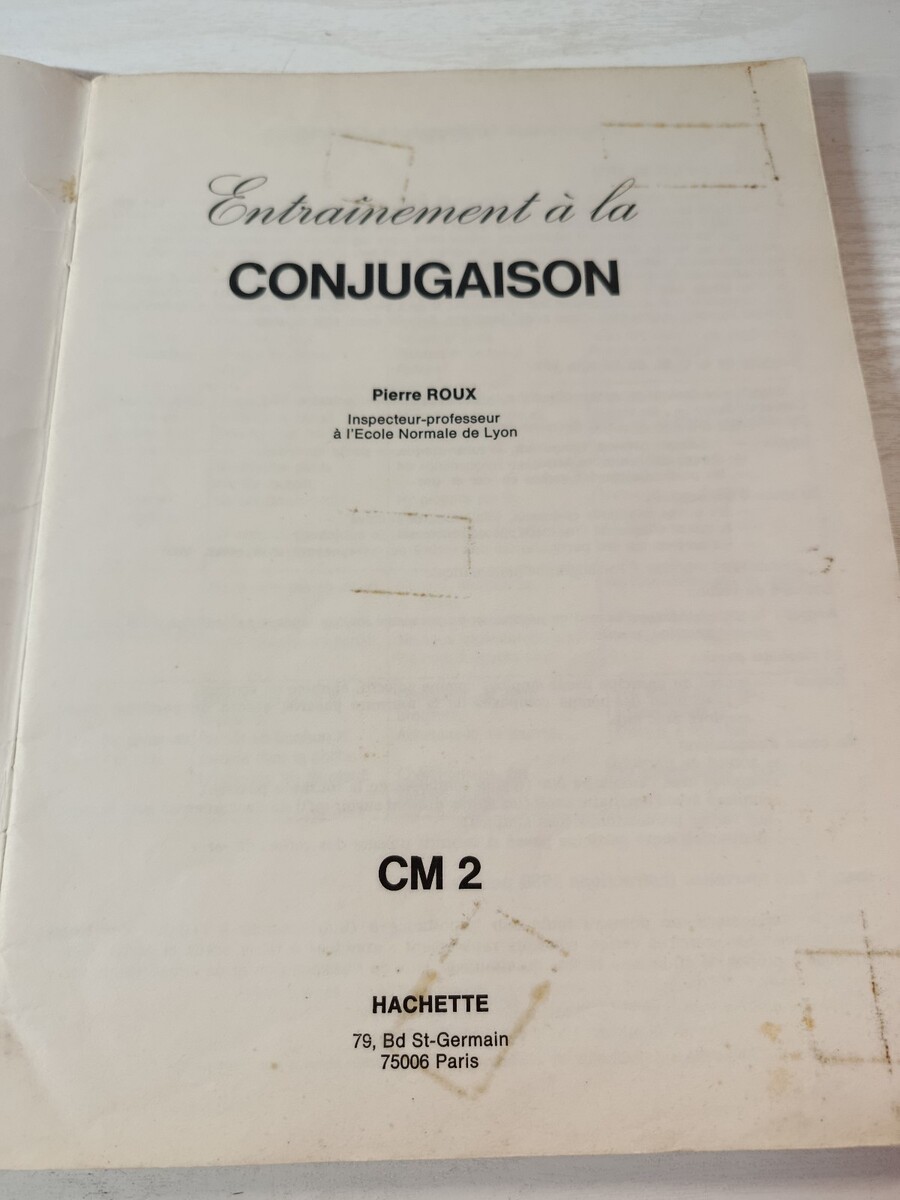 Entraînement à la
CONJUGAISON
Pierre ROUX
Inspecteur-professeur
à l'Ecole Normale de Lyon
CM 2
HACHETTE
79, Bd St-Germain
75006 Paris